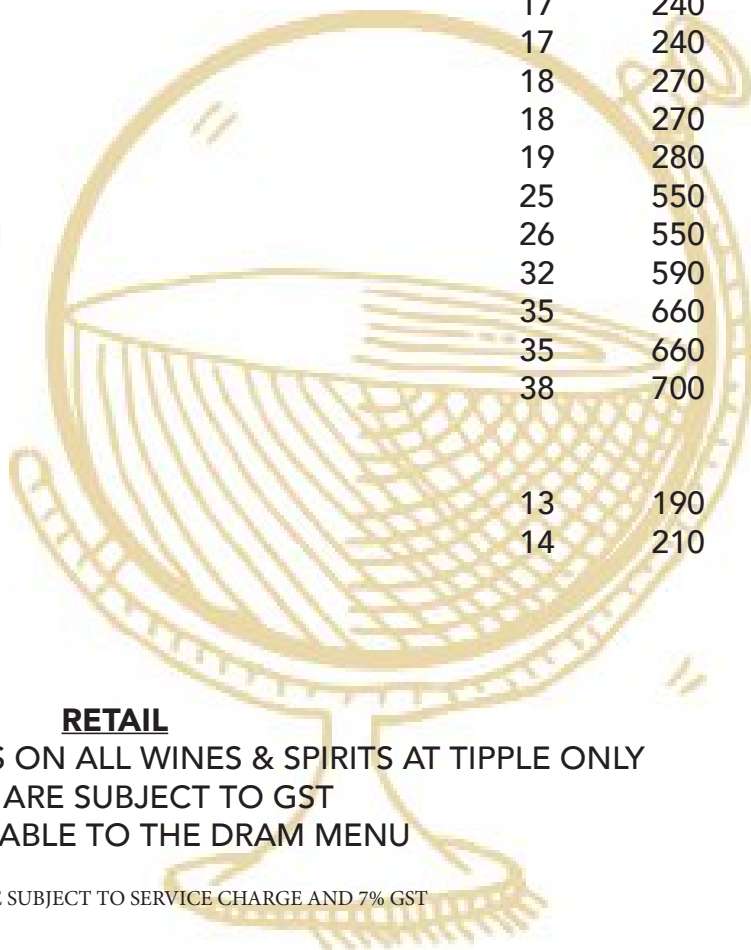 17 240
17 240
18 270
18 270
19 280
25 550
26 550
32 590
35 660
35 660
38 700
13 190
14 210
RETAIL
ON ALL WINES & SPIRITS AT TIPPLE ONLY
ARE SUBJECT TO GST
TO THE DRAM MENU
SUBJECT TO SERVICE CHARGE AND 7% GST